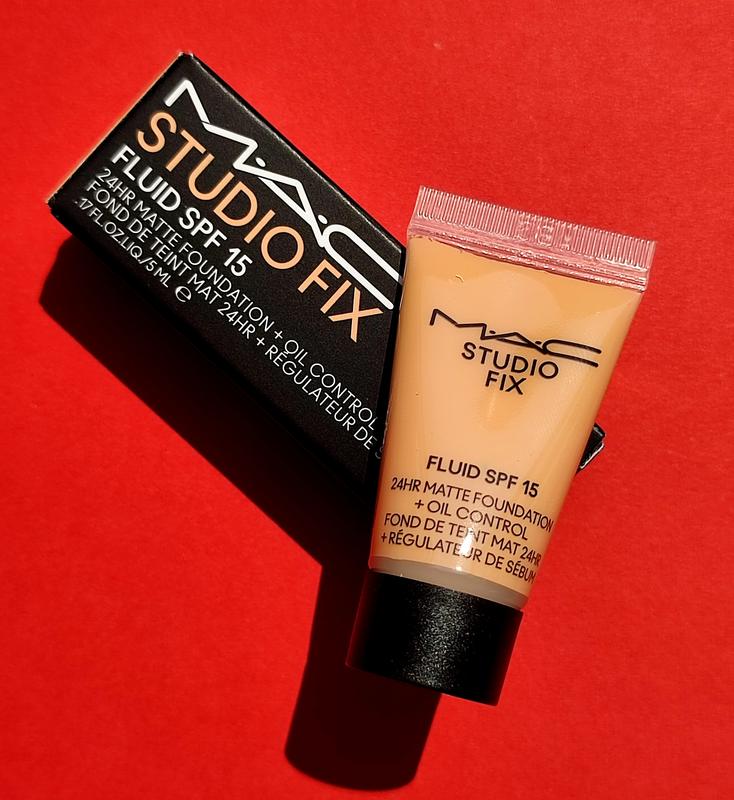 M·A·C
STUDIO FIX
FLUID SPF 15
24HR MATTE FOUNDATION + OIL CONTROL
FOND DE TEINT MAT 24HR + RÉGULATEUR DE
.17 FL.OZ.LIQ/5 ML e
M·A·C
STUDIO
FIX
FLUID SPF 15
24HR MATTE FOUNDATION
+ OIL CONTROL
FOND DE TEINT MAT 24HR
+ RÉGULATEUR DE SÉBUM